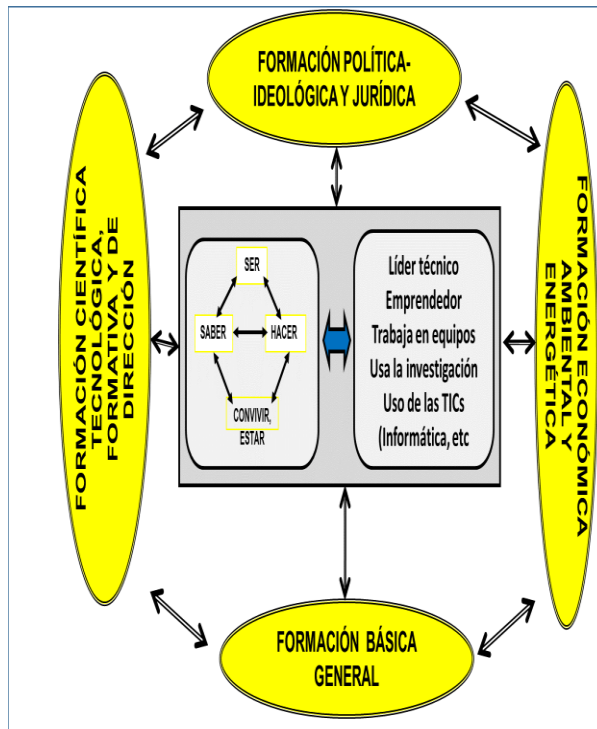 FORMACIÓN POLÍTICA-
IDEOLÓGICA Y JURÍDICA
FORMACIÓN CIENTÍFICA
TECNOLÓGICA,
FORMATIVA Y DE
DIRECCIÓN
SER
SABER
HACER
CONVIVIR,
ESTAR
Líder técnico
Emprendedor
Trabaja en equipos
Usa la investigación
Uso de las TICs
(Informática, etc
FORMACIÓN ECONÓMICA
AMBIENTAL Y
ENERGÉTICA
FORMACIÓN BÁSICA
GENERAL